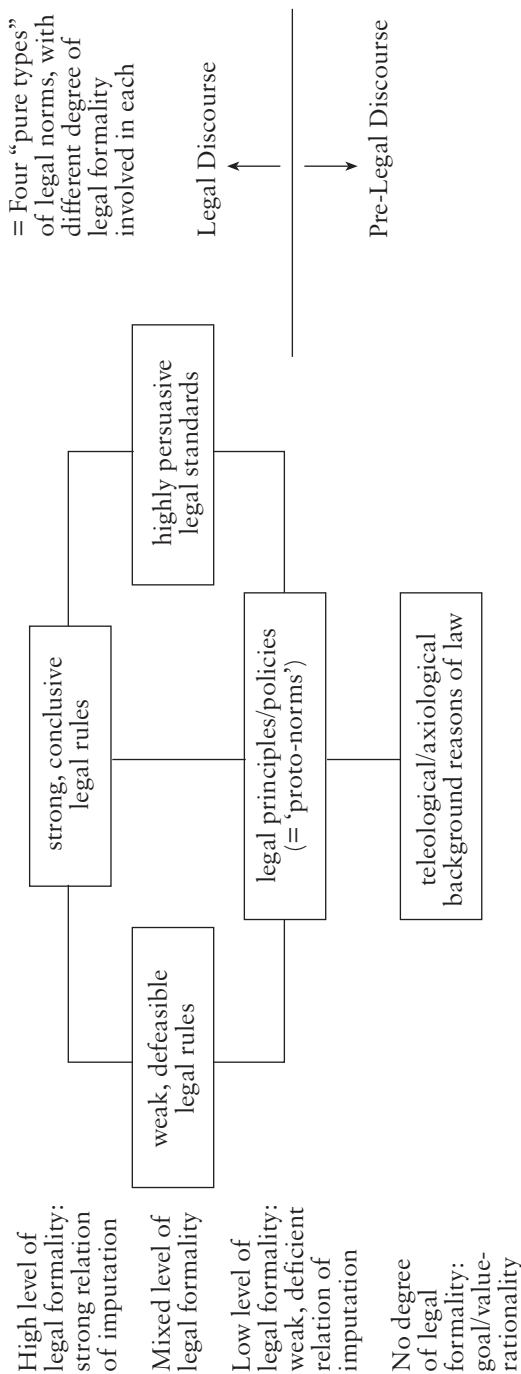 High level of
legal formality:
strong relation
of imputation
Mixed level of
legal formality
Low level of
legal formality:
weak, deficient
relation of
imputation
No degree
of legal
formality:
goal/value-
rationality
strong, conclusive
legal rules
weak, defeasible
legal rules
highly persuasive
legal standards
legal principles/policies
(= ‘proto-norms’)
teleological/axiological
background reasons of law
= Four “pure types”
of legal norms, with
different degree of
legal formality
involved in each
Legal Discourse
Pre-Legal Discourse